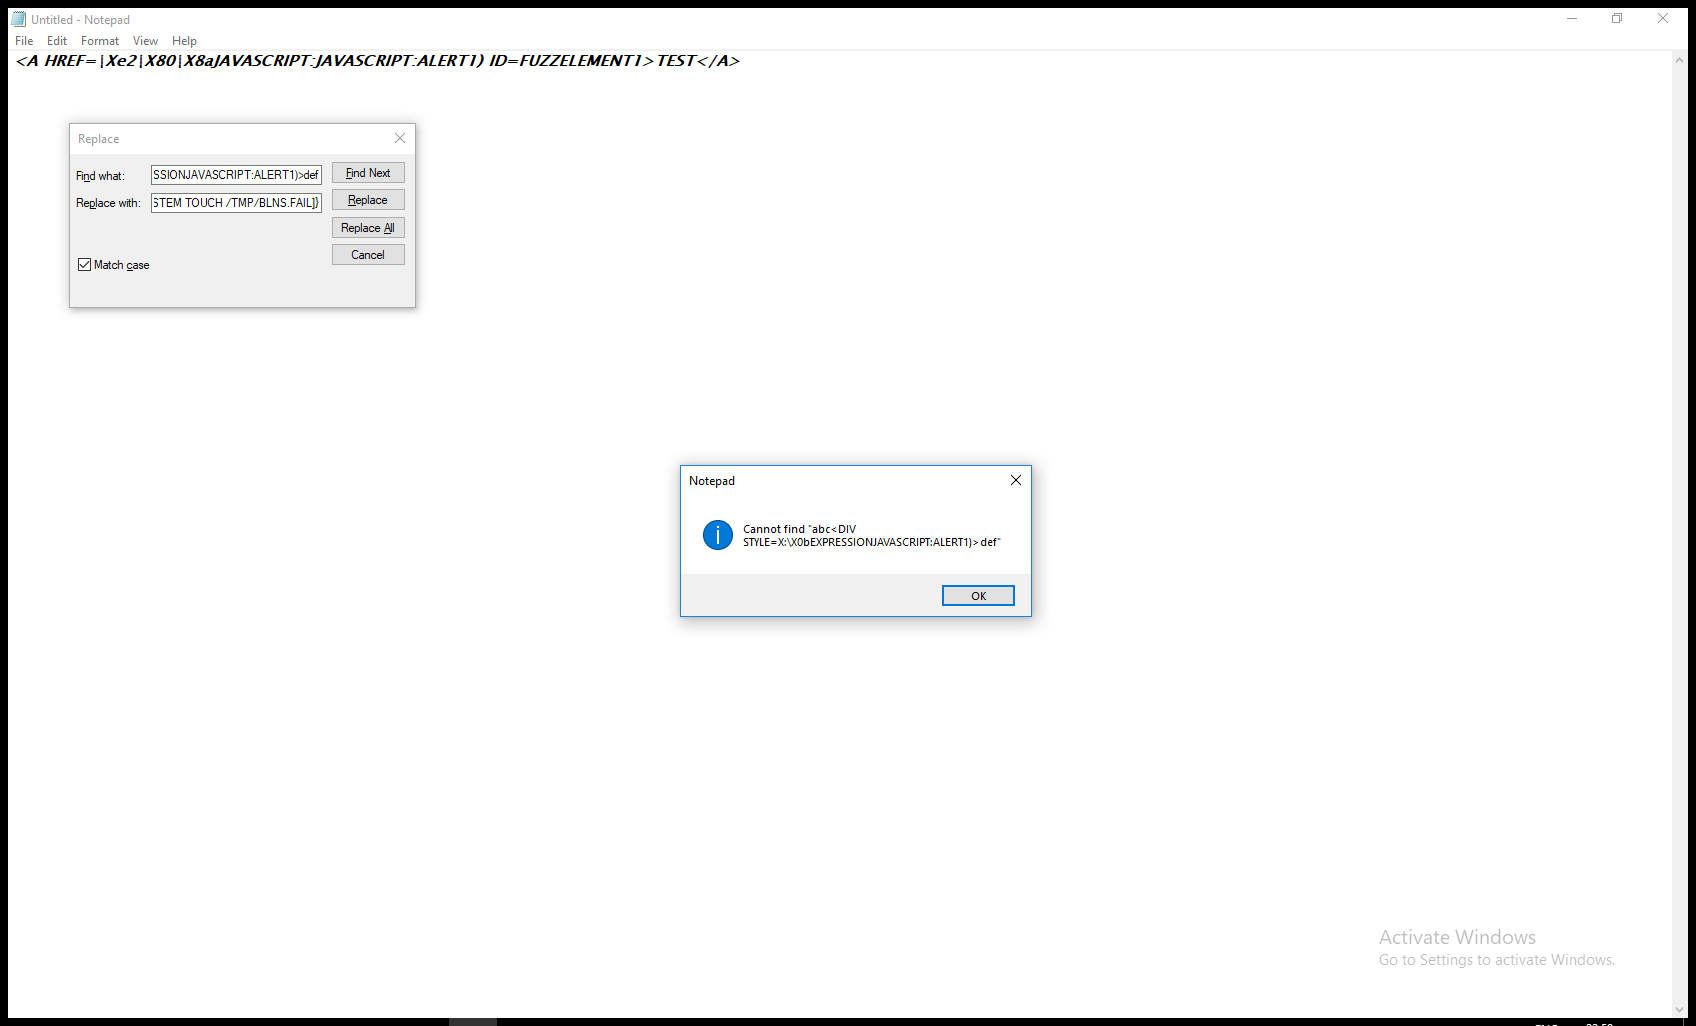 Untitled - Notepad
File Edit Format View Help
<A HREF=\Xe2\X80\X8aJAVASCRIPT:JAVASCRIPT:ALERT1) ID=FUZZELEMENT1>TEST</A>
Replace
Find what: SSIONJAVASCRIPT:ALERT1)>def Find Next
Replace with: STEM TOUCH /TMP/BLNS.FAIL]} Replace
Replace All
Cancel
Match case
Notepad
Cannot find "abc<DIV
STYLE=X:\X0bEXPRESSIONJAVASCRIPT:ALERT1)>def"
OK
Activate Windows
Go to Settings to activate Windows.